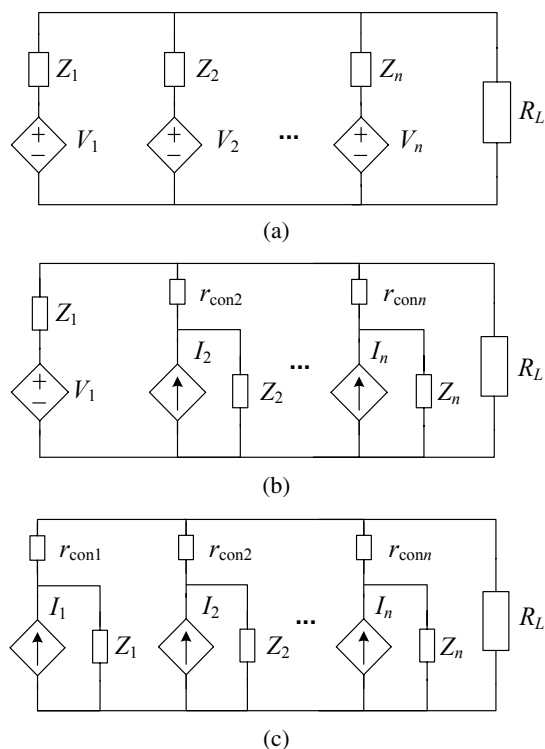 Z1 Z2 Zn
RL
+ + +
− V1 − V2 ... − Vn
(a)
rcon2 rconn
Z1
I2 ... In
RL
+
− V1 Z2 Zn
(b)
rcon1 rcon2 rconn
I1 I2 ... In
RL
Z1 Z2 Zn
(c)